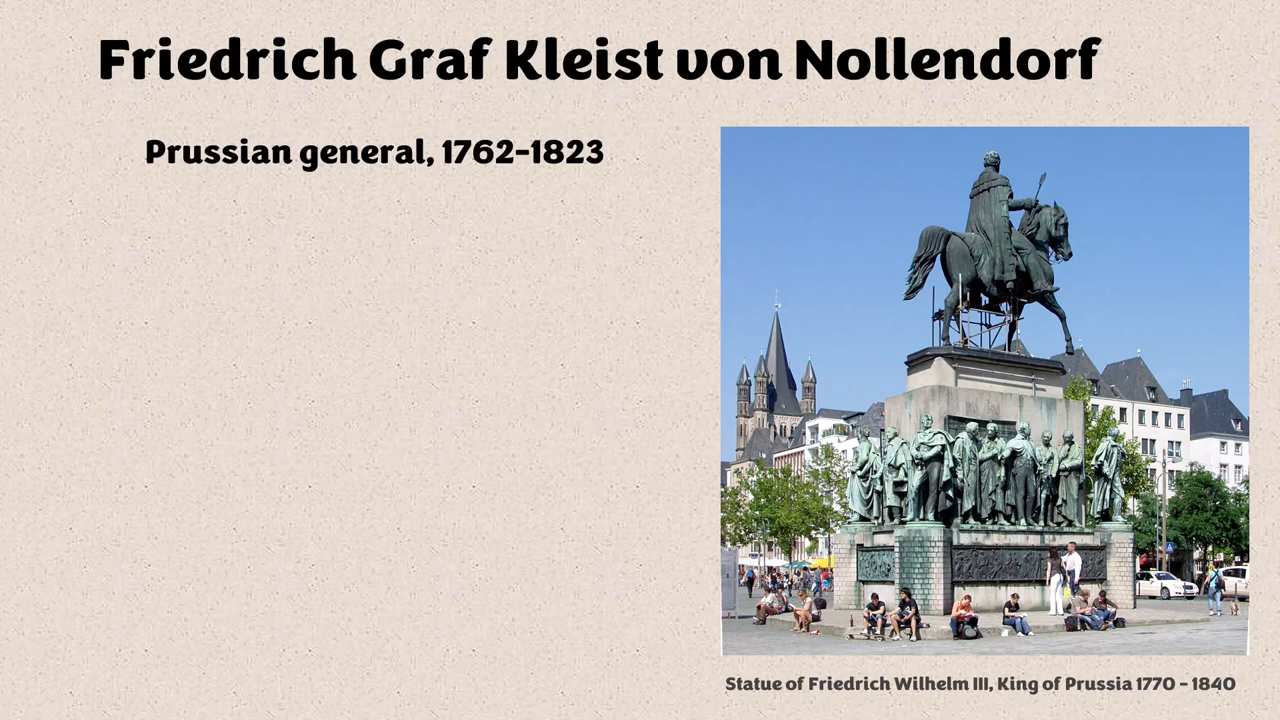 Friedrich Graf Kleist von Nollendorf
Prussian general, 1762-1823
Statue of Friedrich Wilhelm III, King of Prussia 1770 - 1840